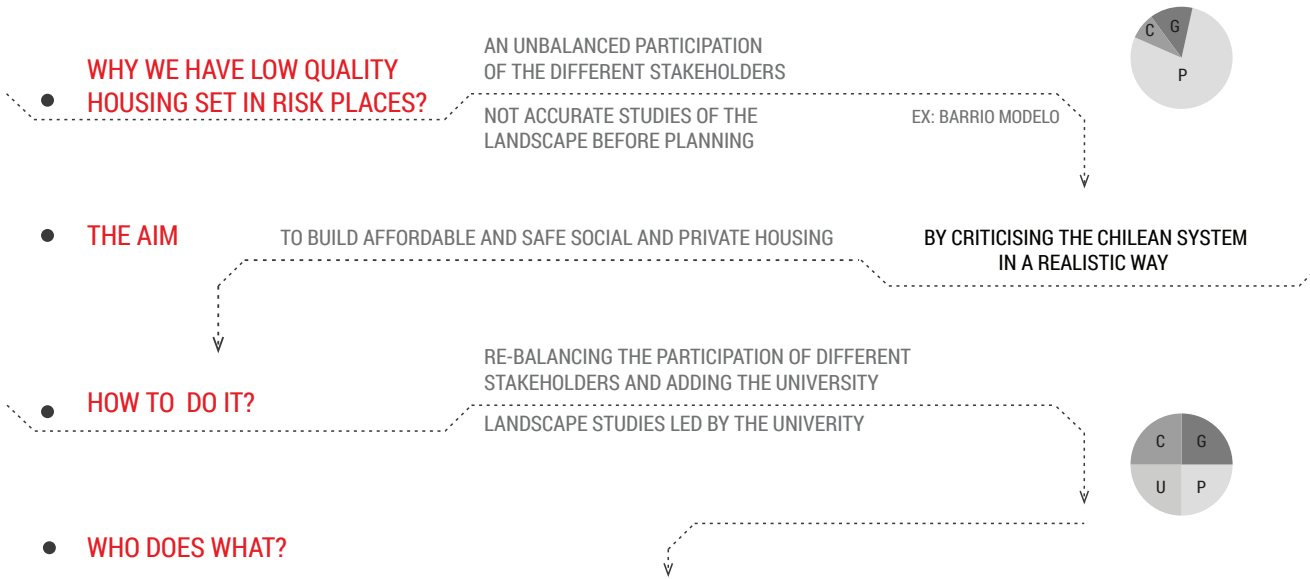 WHY WE HAVE LOW QUALITY
HOUSING SET IN RISK PLACES?
AN UNBALANCED PARTICIPATION
OF THE DIFFERENT STAKEHOLDERS
NOT ACCURATE STUDIES OF THE
LANDSCAPE BEFORE PLANNING
EX: BARRIO MODELO
C G
P
THE AIM
TO BUILD AFFORDABLE AND SAFE SOCIAL AND PRIVATE HOUSING
BY CRITICISING THE CHILEAN SYSTEM
IN A REALISTIC WAY
HOW TO DO IT?
RE-BALANCING THE PARTICIPATION OF DIFFERENT
STAKEHOLDERS AND ADDING THE UNIVERSITY
LANDSCAPE STUDIES LED BY THE UNIVERITY
C G
U P
WHO DOES WHAT?